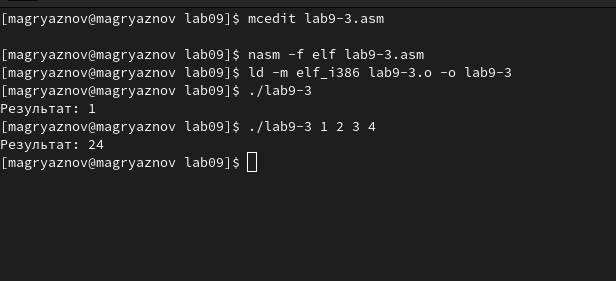 [magryaznov@magryaznov lab09]$ mcedit lab9-3.asm
[magryaznov@magryaznov lab09]$ nasm -f elf lab9-3.asm
[magryaznov@magryaznov lab09]$ ld -m elf_i386 lab9-3.o -o lab9-3
[magryaznov@magryaznov lab09]$ ./lab9-3
Результат: 1
[magryaznov@magryaznov lab09]$ ./lab9-3 1 2 3 4
Результат: 24
[magryaznov@magryaznov lab09]$